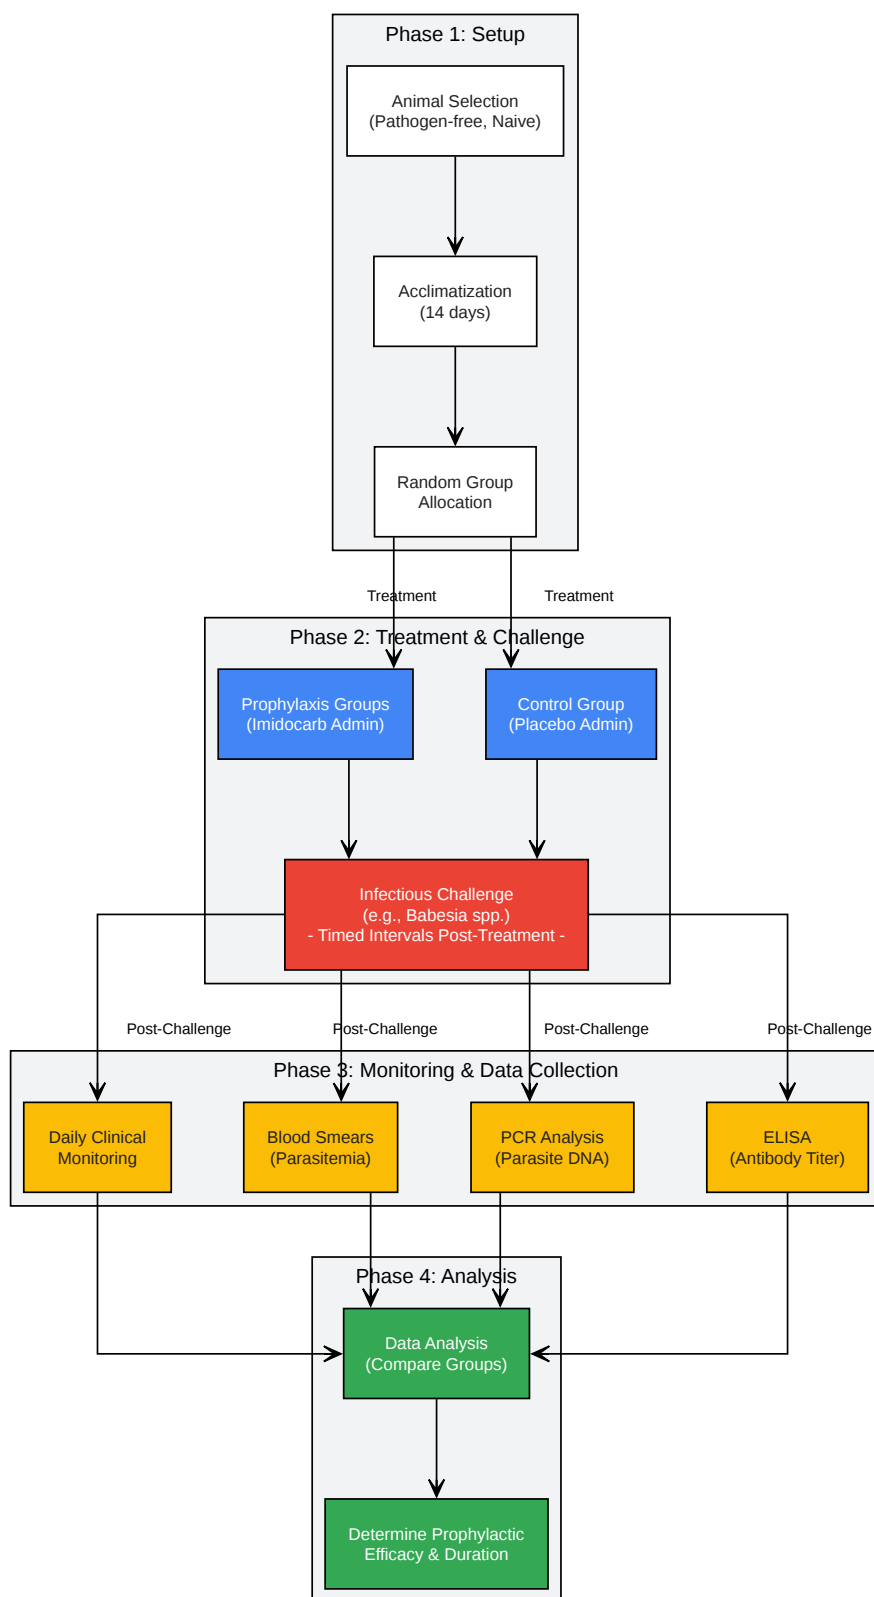 Phase 1: Setup
Animal Selection
(Pathogen-free, Naive)
Acclimatization
(14 days)
Random Group
Allocation
Treatment
Treatment
Phase 2: Treatment & Challenge
Prophylaxis Groups
(Imidocarb Admin)
Control Group
(Placebo Admin)
Infectious Challenge
(e.g., Babesia spp.)
- Timed Intervals Post-Treatment -
Post-Challenge
Post-Challenge
Post-Challenge
Post-Challenge
Phase 3: Monitoring & Data Collection
Daily Clinical
Monitoring
Blood Smears
(Parasitemia)
PCR Analysis
(Parasite DNA)
ELISA
(Antibody Titer)
Phase 4: Analysis
Data Analysis
(Compare Groups)
Determine Prophylactic
Efficacy & Duration